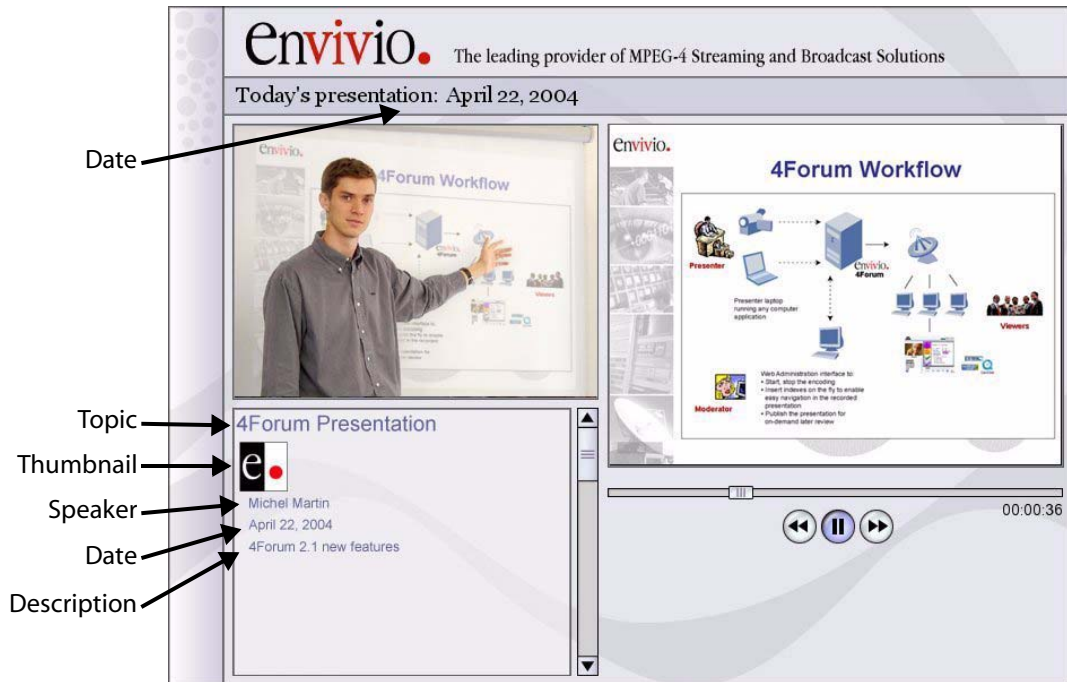 envivio.
The leading provider of MPEG-4 Streaming and Broadcast Solutions
Today's presentation: April 22, 2004
Date
envivio.
4Forum Workflow
envivio.
4Forum
Viewers
envivio.
4Forum Workflow
Presenter
envivio.
4Forum
Presenter laptop
running any computer
application
Viewers
Web Administration interface to:
• Start, stop the encoding
• Insert indexes on the fly to enable
easy navigation in the recorded
presentation
• Publish the presentation for
on-demand later review
Moderator
Topic
4Forum Presentation
Thumbnail
e.
Speaker
Michel Martin
Date
April 22, 2004
Description
4Forum 2.1 new features
00:00:36